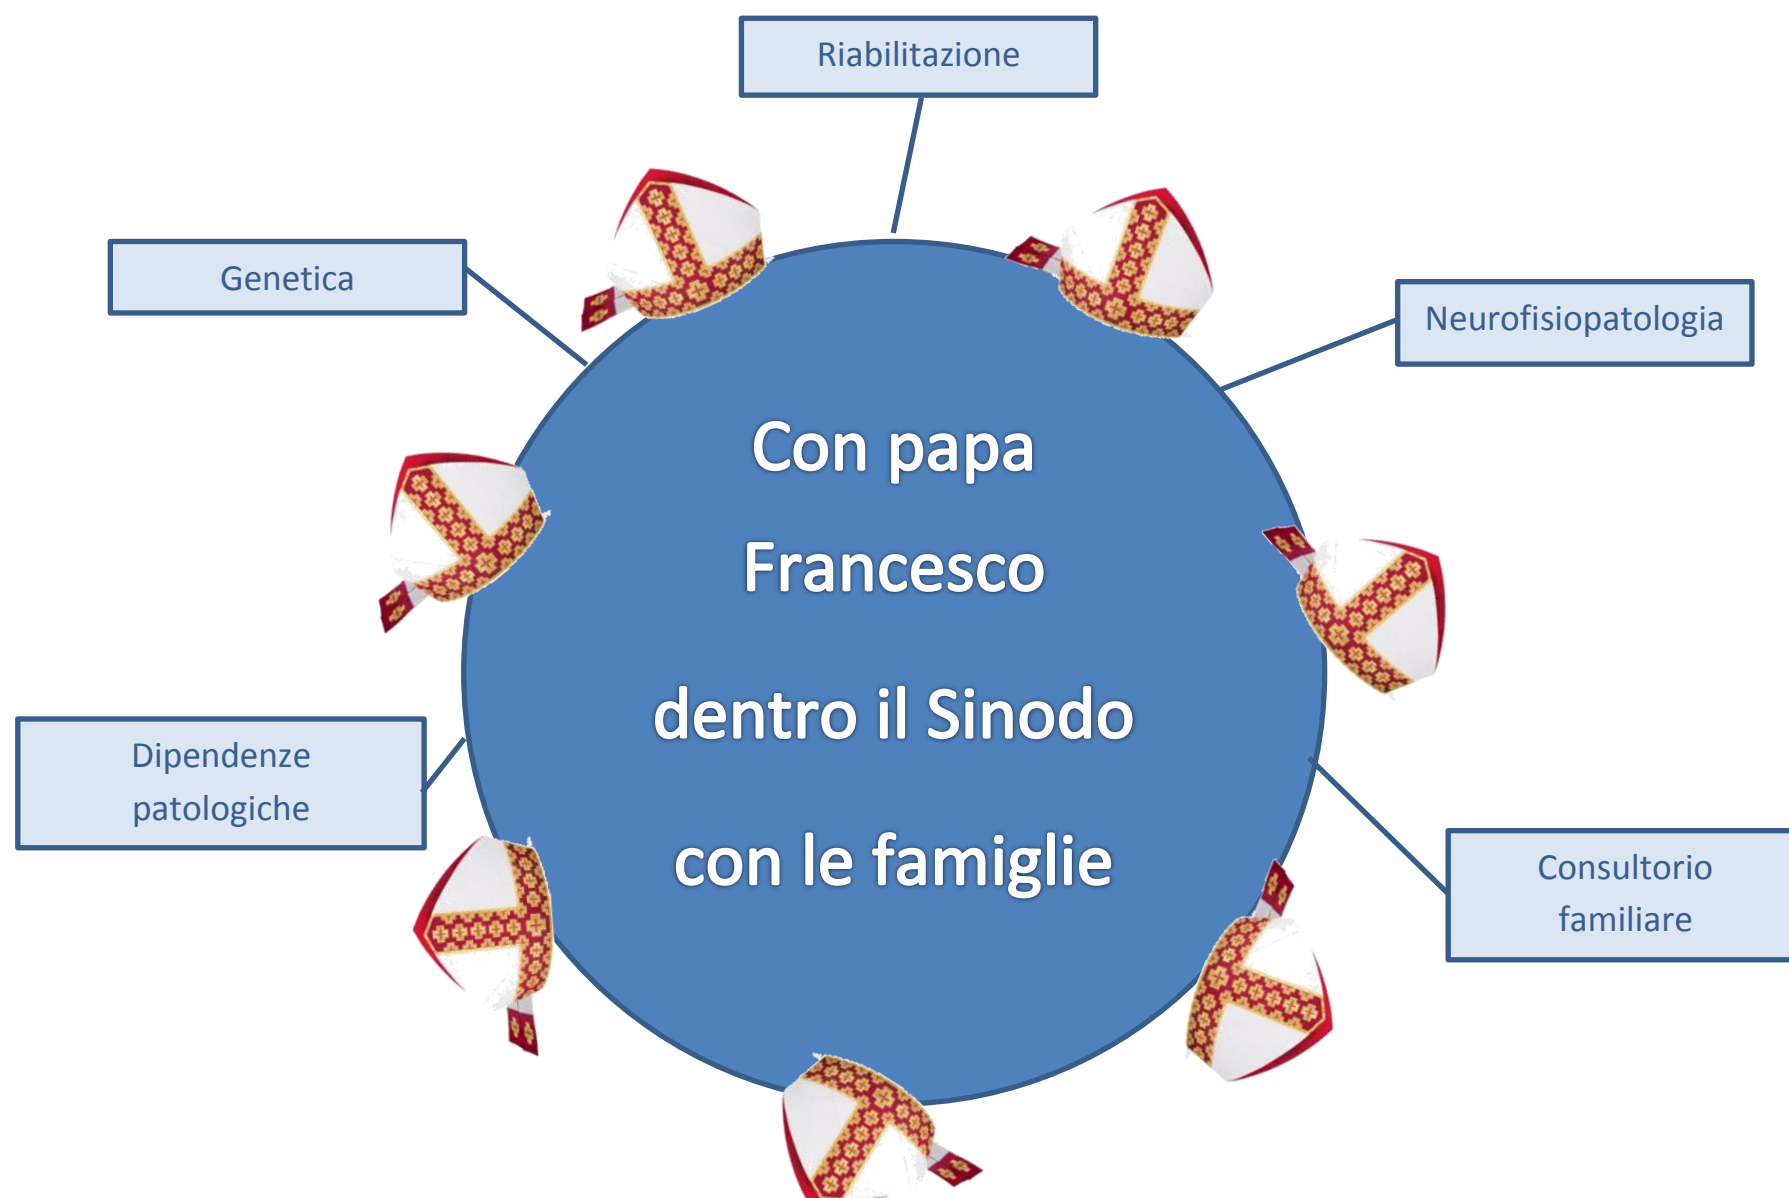 Riabilitazione
Genetica
Neurofisiopatologia
Con papa
Francesco
dentro il Sinodo
con le famiglie
Dipendenze
patologiche
Consultorio
familiare